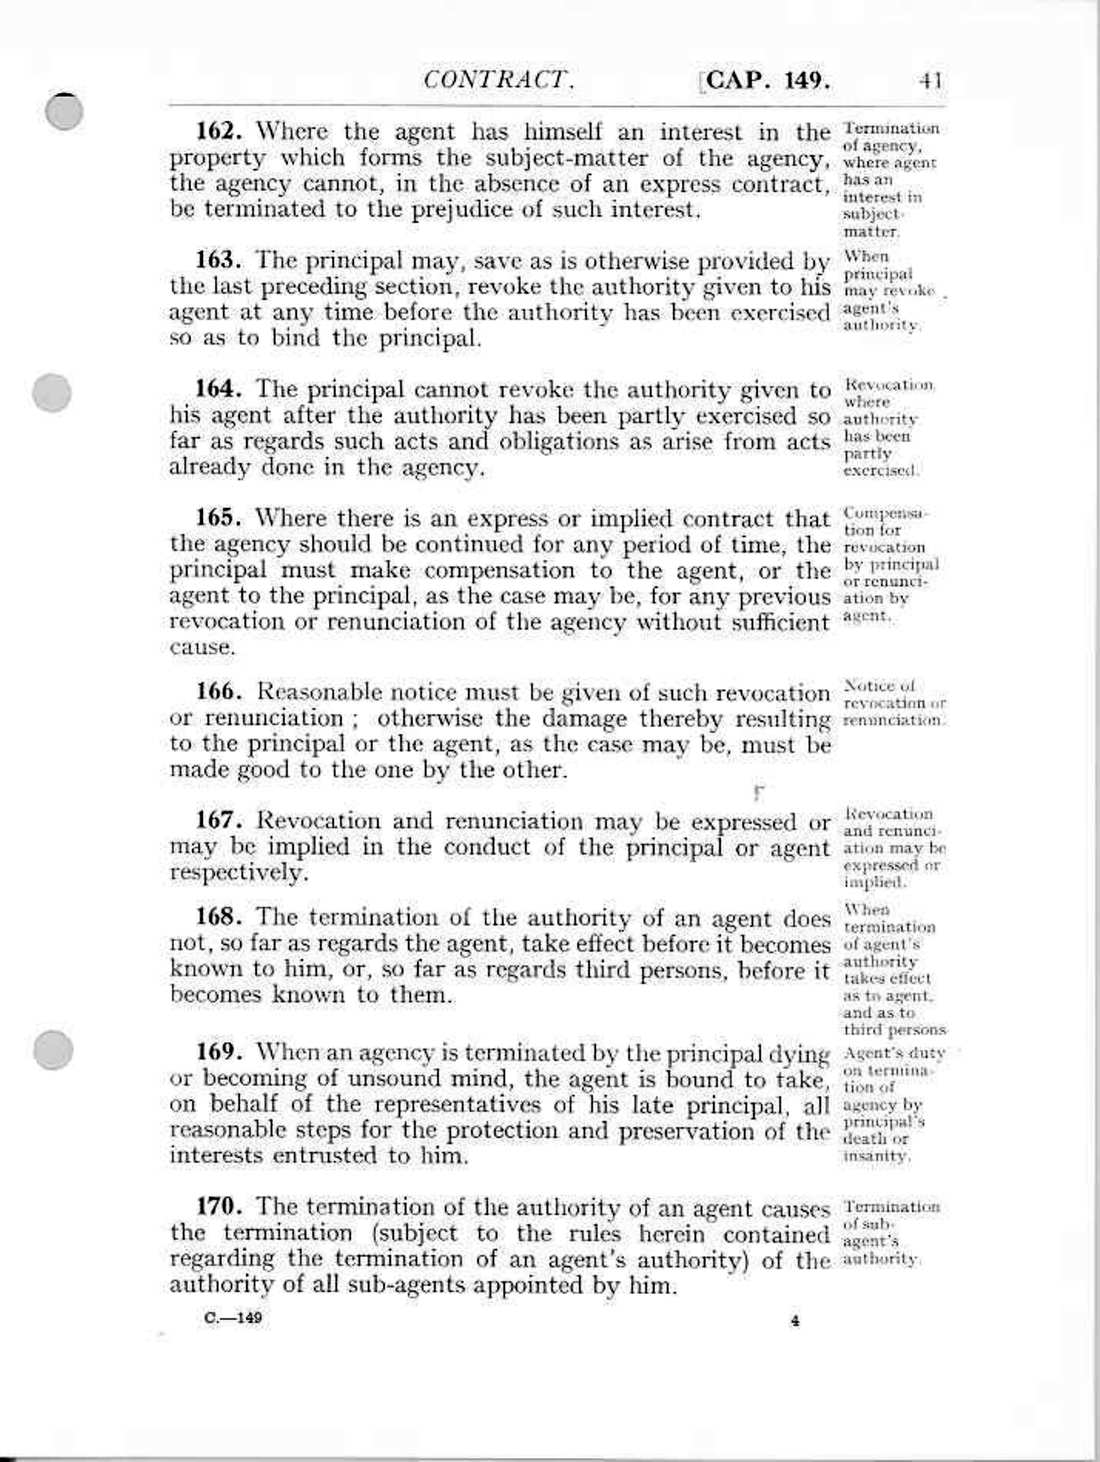 CONTRACT. [CAP. 149. 41
162. Where the agent has himself an interest in the
property which forms the subject-matter of the agency,
the agency cannot, in the absence of an express contract,
be terminated to the prejudice of such interest.
Termination
of agency,
where agent
has an
interest in
subject-
matter.
163. The principal may, save as is otherwise provided by
the last preceding section, revoke the authority given to his
agent at any time before the authority has been exercised
so as to bind the principal.
When
principal
may revoke
agent's
authority.
164. The principal cannot revoke the authority given to
his agent after the authority has been partly exercised so
far as regards such acts and obligations as arise from acts
already done in the agency.
Revocation
where
authority
has been
partly
exercised.
165. Where there is an express or implied contract that
the agency should be continued for any period of time, the
principal must make compensation to the agent, or the
agent to the principal, as the case may be, for any previous
revocation or renunciation of the agency without sufficient
cause.
Compensa-
tion for
revocation
by principal
or renunci-
ation by
agent.
166. Reasonable notice must be given of such revocation
or renunciation ; otherwise the damage thereby resulting
to the principal or the agent, as the case may be, must be
made good to the one by the other.
Notice of
revocation or
renunciation.
167. Revocation and renunciation may be expressed or
may be implied in the conduct of the principal or agent
respectively.
Revocation
and renunci-
ation may be
expressed or
implied.
168. The termination of the authority of an agent does
not, so far as regards the agent, take effect before it becomes
known to him, or, so far as regards third persons, before it
becomes known to them.
When
termination
of agent's
authority
takes effect
as to agent,
and as to
third persons
169. When an agency is terminated by the principal dying
or becoming of unsound mind, the agent is bound to take,
on behalf of the representatives of his late principal, all
reasonable steps for the protection and preservation of the
interests entrusted to him.
Agent's duty
on termina-
tion of
agency by
principal's
death or
insanity.
170. The termination of the authority of an agent causes
the termination (subject to the rules herein contained
regarding the termination of an agent's authority) of the
authority of all sub-agents appointed by him.
Termination
of sub-
agent's
authority.
C.—149 4